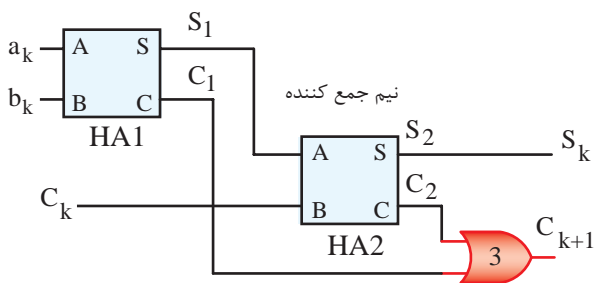 S₁
aₖ A S
C₁
bₖ B C
HA1
نیم جمع کننده
A S S₂ Sₖ
Cₖ B C C₂
HA2
3 Cₖ₊₁